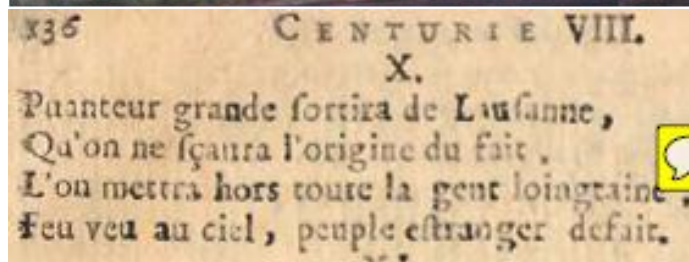 136 CENTURIE VIII.
X.
Puanteur grande ſortira de Lauſanne,
Qu'on ne ſçaura l'origine du fait.
L'on mettra hors toute la gent loingtaine,
Feu veu au ciel, peuple eſtranger defait.